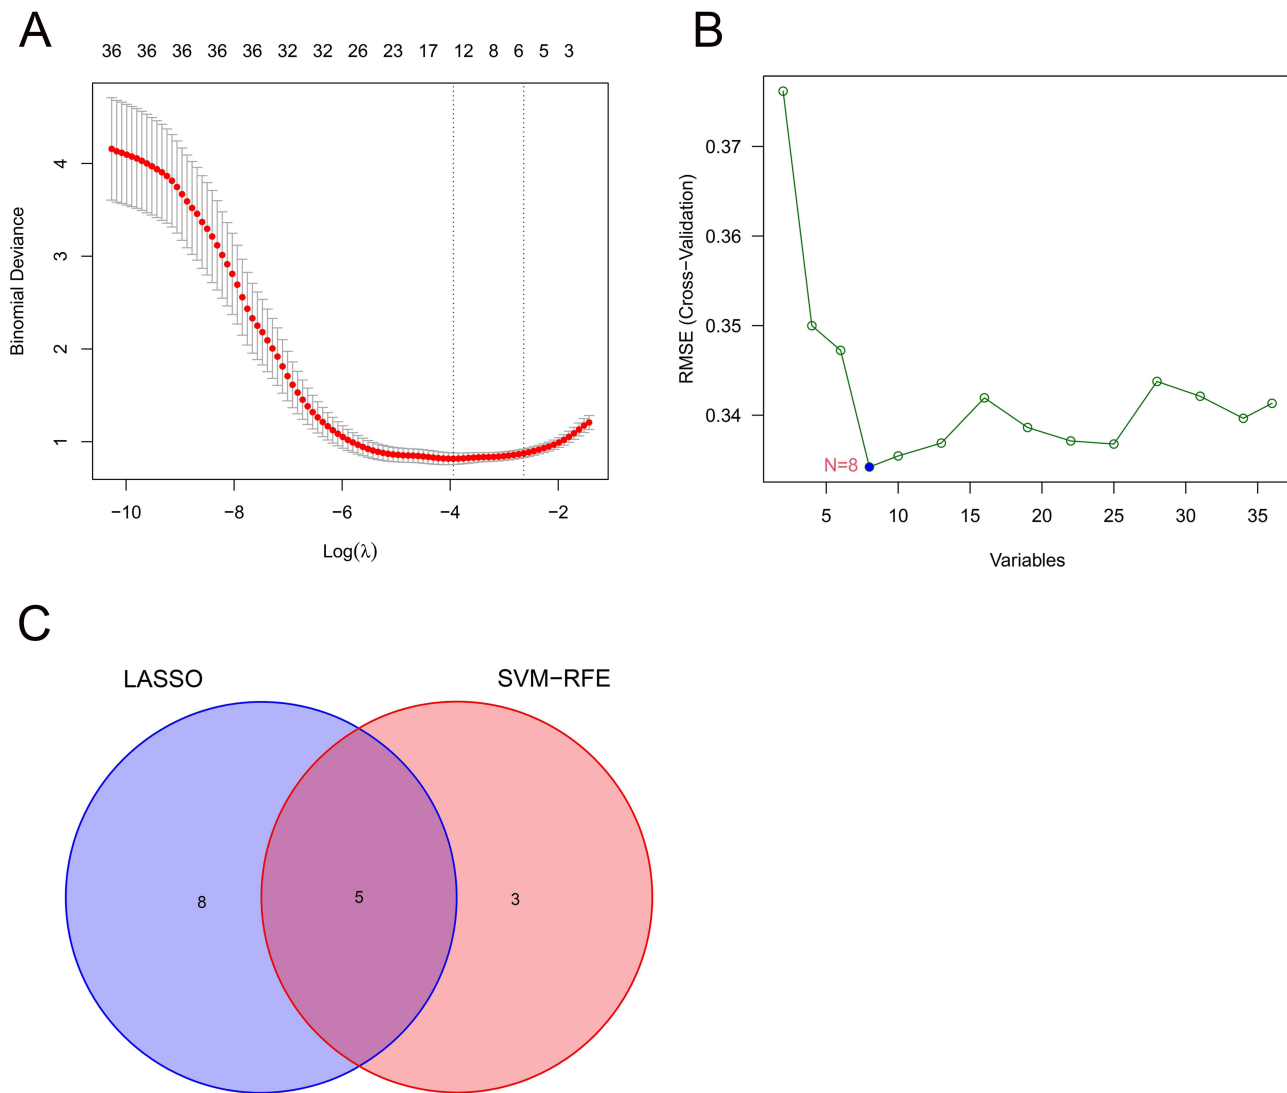 A
36 36 36 36 36 32 32 26 23 17 12 8 6 5 3
Binomial Deviance
4
3
2
1
−10 −8 −6 −4 −2
Log(λ)
B
RMSE (Cross−Validation)
0.37
0.36
0.35
0.34
N=8
5 10 15 20 25 30 35
Variables
C
LASSO SVM−RFE
8 5 3